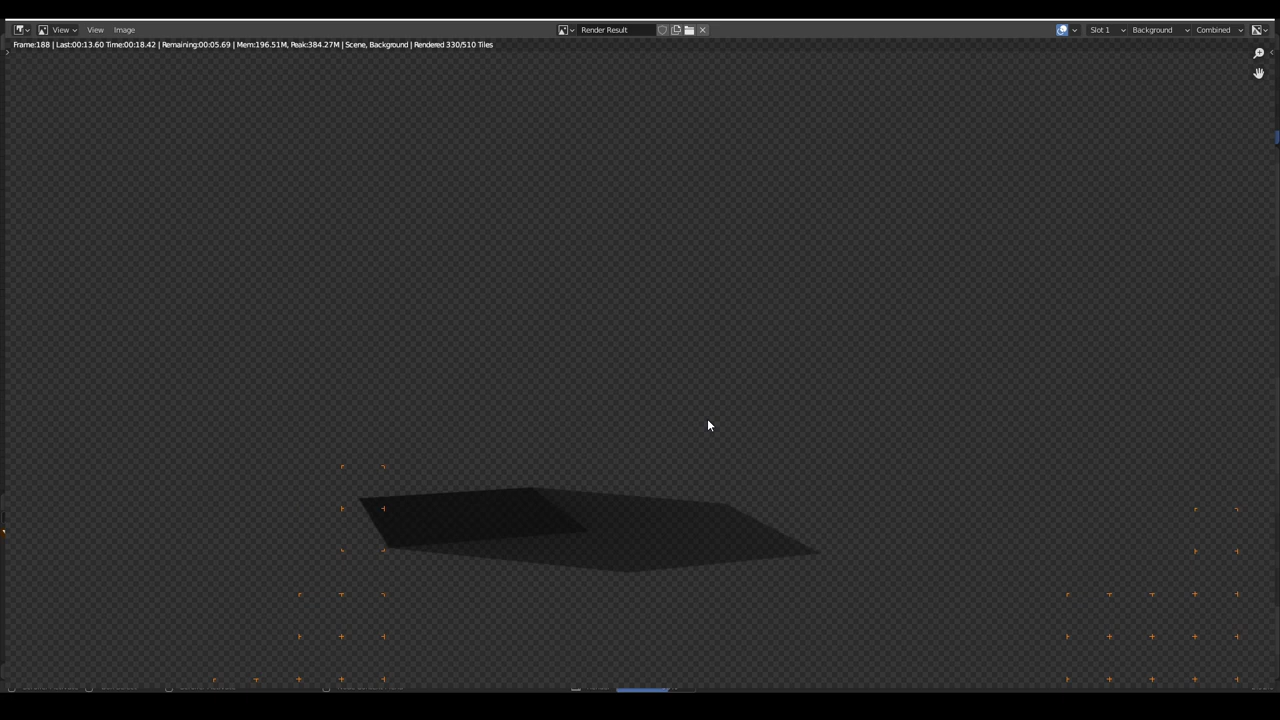 View View Image Render Result Slot 1 Background Combined
Frame:188 | Last:00:13.60 Time:00:18.42 | Remaining:00:05.69 | Mem:196.51M, Peak:384.27M | Scene, Background | Rendered 330/510 Tiles